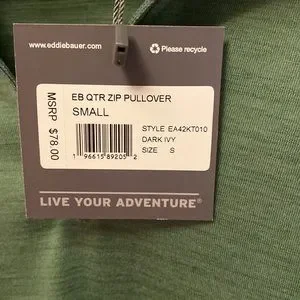 www.eddiebauer.com
Please recycle
EB QTR ZIP PULLOVER
SMALL
MSRP $78.00
STYLE EA42KT010
DARK IVY
1 96615 89205 2
SIZE S
LIVE YOUR ADVENTURE®